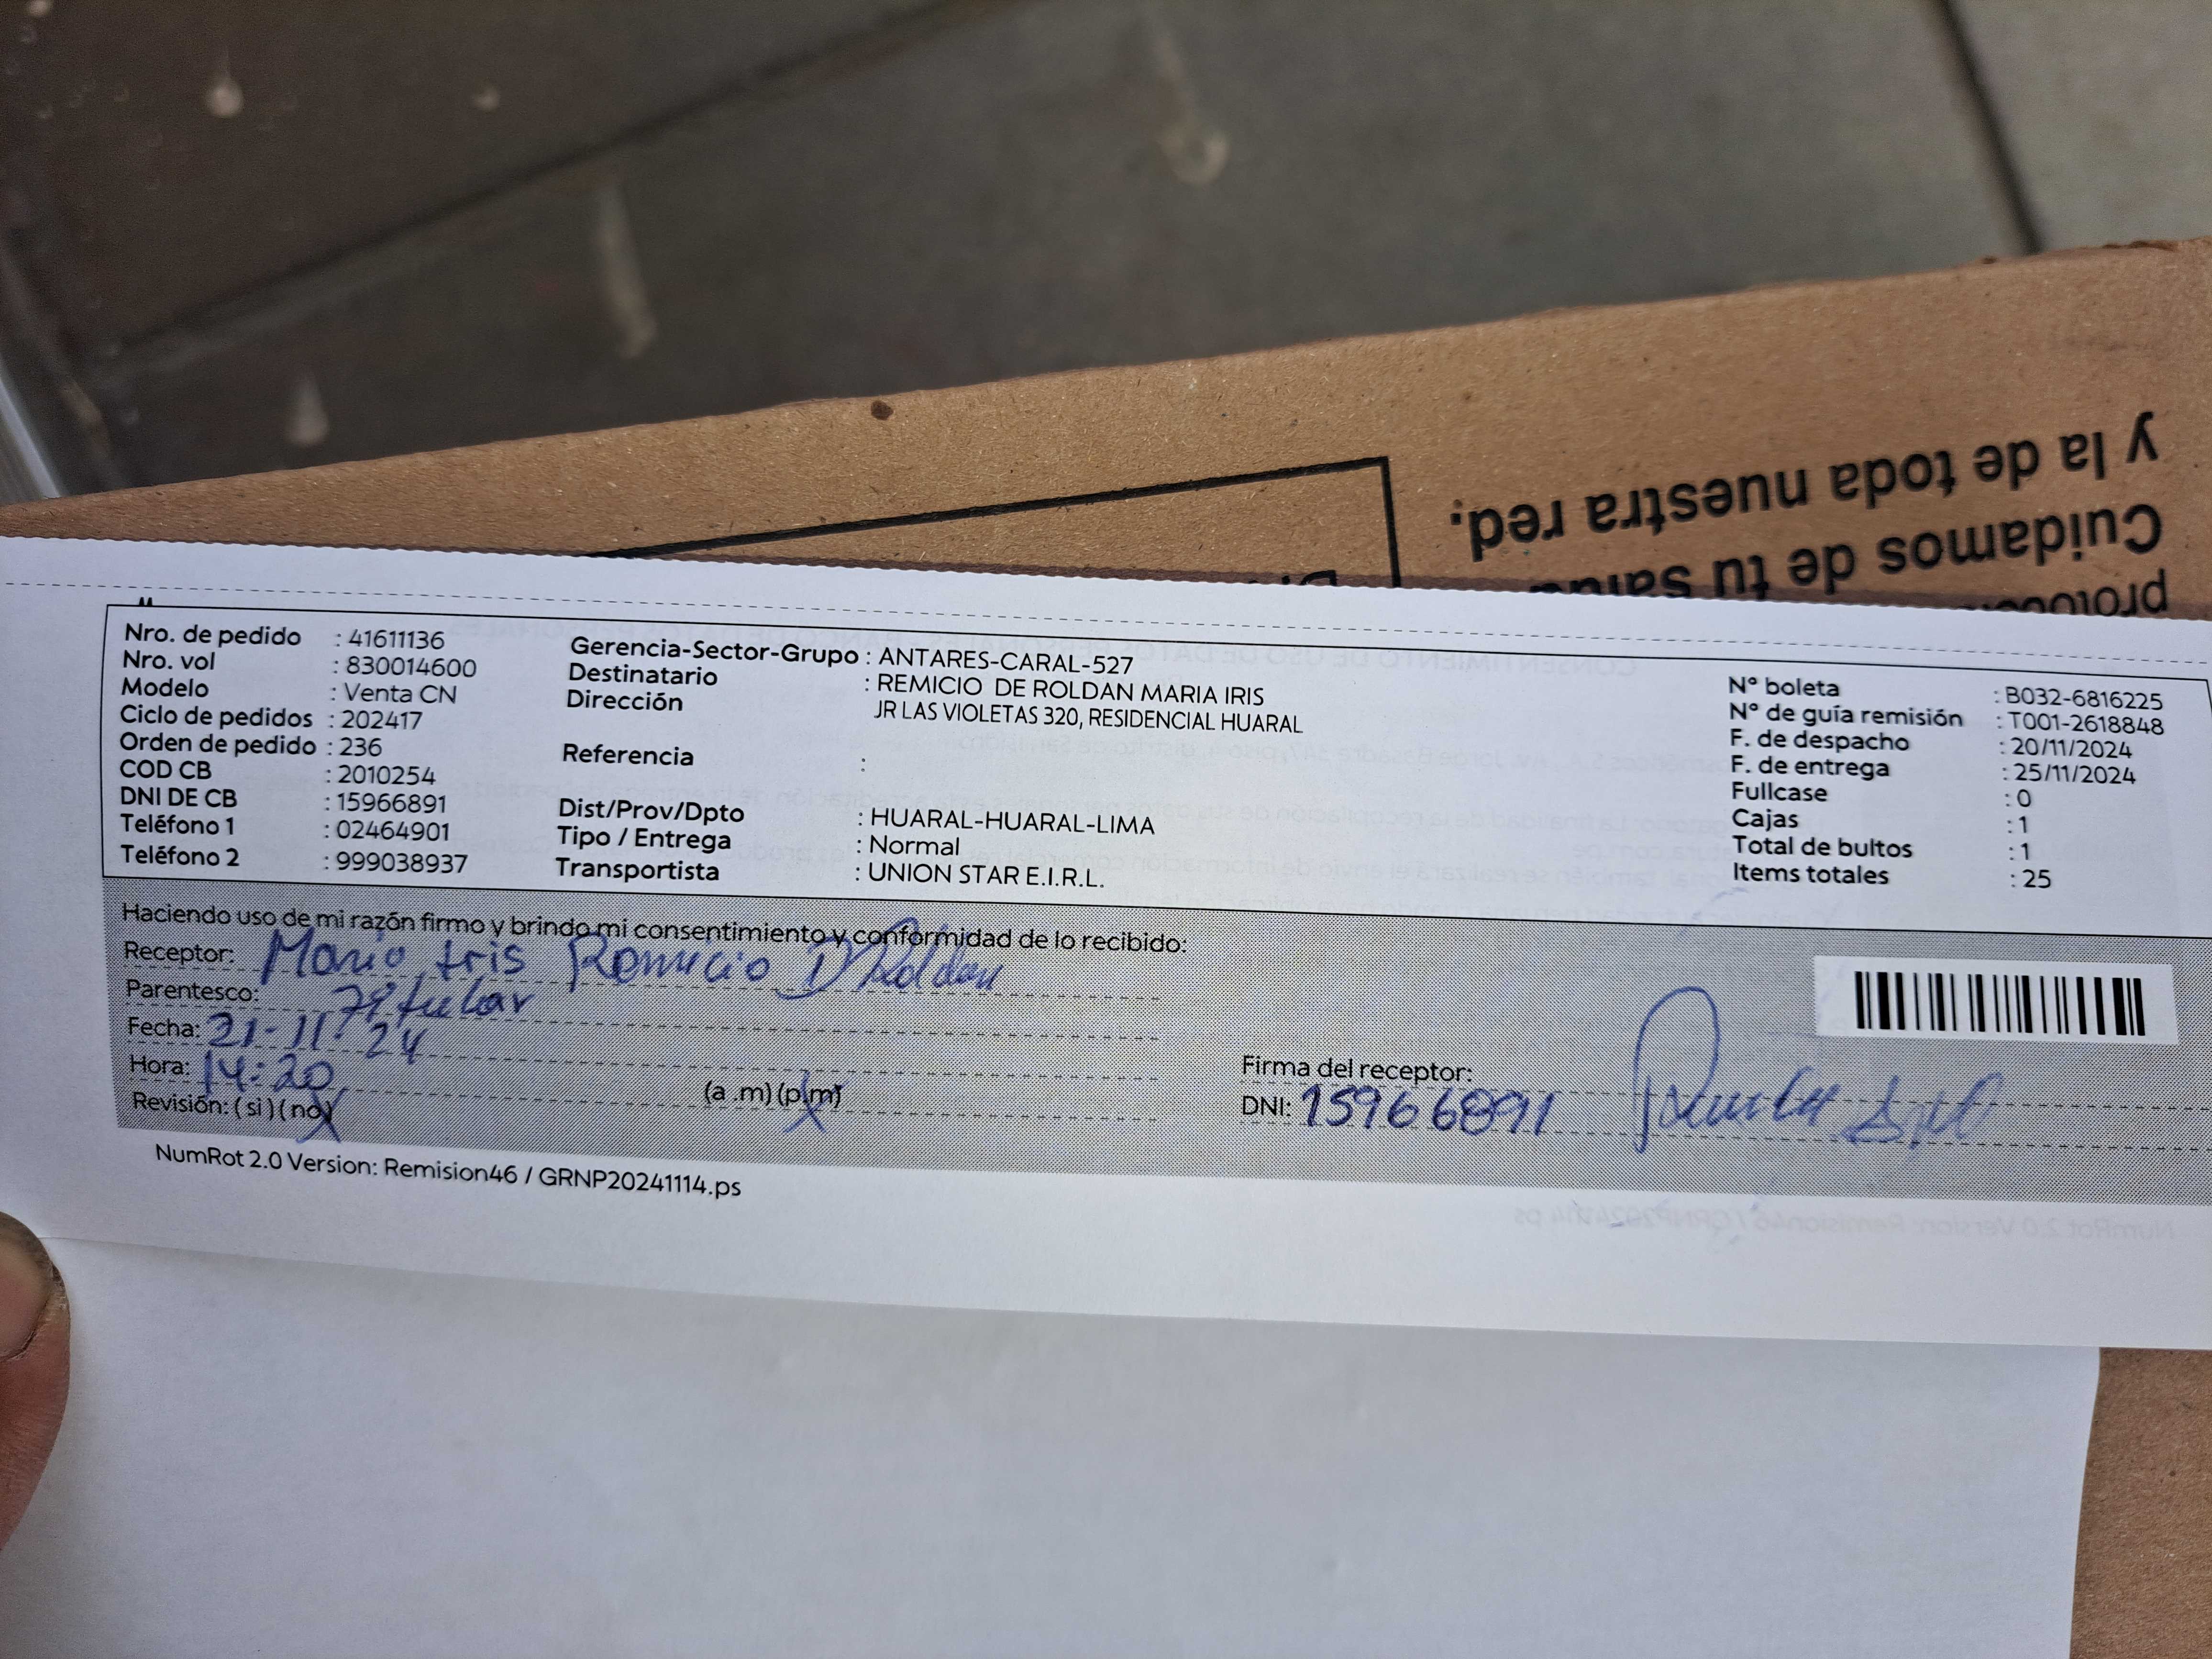 y la de toda nuestra red.
Cuidamos de tu salud
Nro. de pedido : 41611136
Nro. vol : 830014600
Modelo : Venta CN
Ciclo de pedidos : 202417
Orden de pedido : 236
COD CB : 2010254
DNI DE CB : 15966891
Teléfono 1 : 02464901
Teléfono 2 : 999038937
Gerencia-Sector-Grupo : ANTARES-CARAL-527
Destinatario : REMICIO DE ROLDAN MARIA IRIS
Dirección JR LAS VIOLETAS 320, RESIDENCIAL HUARAL
Referencia :
Dist/Prov/Dpto : HUARAL-HUARAL-LIMA
Tipo / Entrega : Normal
Transportista : UNION STAR E.I.R.L.
N° boleta : B032-6816225
N° de guía remisión : T001-2618848
F. de despacho : 20/11/2024
F. de entrega : 25/11/2024
Fullcase : 0
Cajas : 1
Total de bultos : 1
Items totales : 25
Haciendo uso de mi razón firmo y brindo mi consentimiento y conformidad de lo recibido:
Receptor: Maria Iris Remicio D Roldan
Parentesco: Titular
Fecha: 21-11-24
Hora: 14:20 (a .m) (p.m)
Revisión: ( si ) ( no )
Firma del receptor:
DNI: 15966891
NumRot 2.0 Version: Remision46 / GRNP20241114.ps